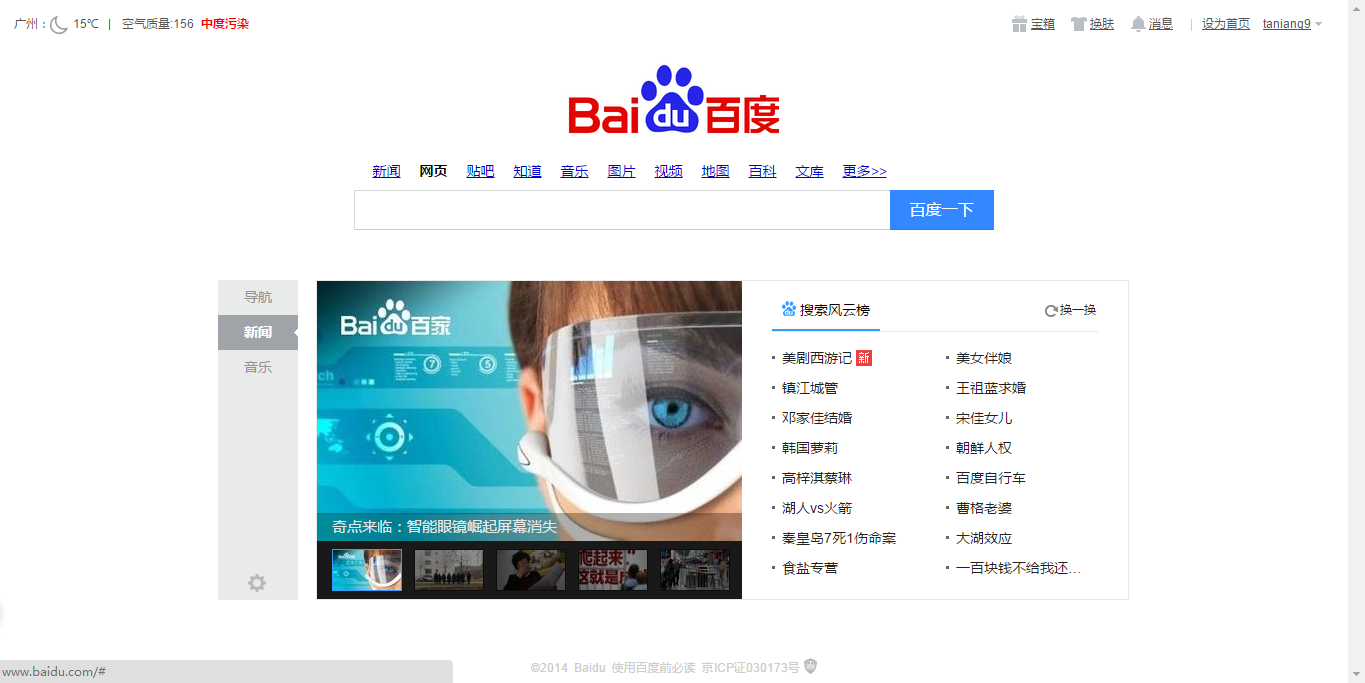 广州： 15℃ | 空气质量:156 中度污染
宝箱 换肤 消息 | 设为首页 taniang9
Bai du 百度
新闻 网页 贴吧 知道 音乐 图片 视频 地图 百科 文库 更多>>
百度一下
导航
新闻
音乐
Bai du 百家
7 5
奇点来临：智能眼镜崛起屏幕消失
搜索风云榜 换一换
美剧西游记 新 美女伴娘
镇江城管 王祖蓝求婚
邓家佳结婚 宋佳女儿
韩国萝莉 朝鲜人权
高梓淇蔡琳 百度自行车
湖人vs火箭 曹格老婆
秦皇岛7死1伤命案 大湖效应
食盐专营 一百块钱不给我还…
©2014 Baidu 使用百度前必读 京ICP证030173号
www.baidu.com/#